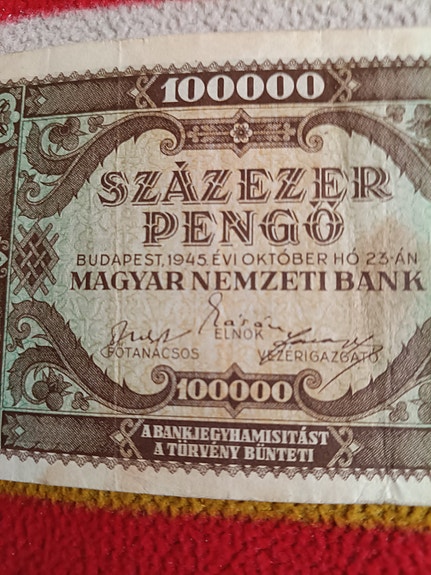 100000
SZÁZEZER
PENGŐ
BUDAPEST, 1945. ÉVI OKTÓBER HÓ 23-ÁN
MAGYAR NEMZETI BANK
ELNÖK
FŐTANÁCSOS VEZÉRIGAZGATÓ
100000
A BANKJEGYHAMISITÁST
A TÖRVÉNY BÜNTETI